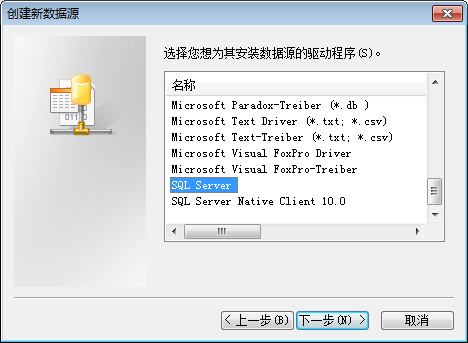 创建新数据源
选择您想为其安装数据源的驱动程序(S)。
名称
Microsoft Paradox-Treiber (*.db )
Microsoft Text Driver (*.txt; *.csv)
Microsoft Text-Treiber (*.txt; *.csv)
Microsoft Visual FoxPro Driver
Microsoft Visual FoxPro-Treiber
SQL Server
SQL Server Native Client 10.0
< 上一步(B) 下一步(N) > 取消